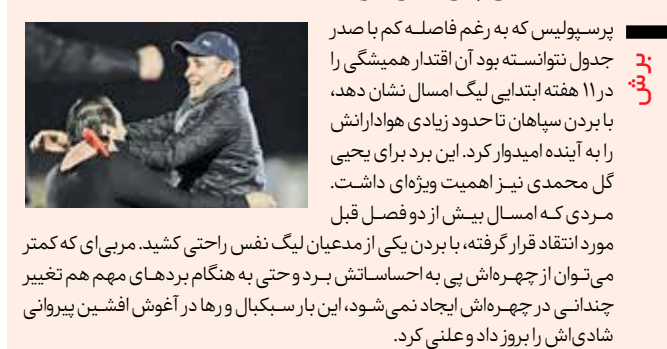 برش
پرسپولیس که به رغم فاصله کم با صدر
جدول نتوانسته بود آن اقتدار همیشگی را
در ۱۱ هفته ابتدایی لیگ امسال نشان دهد،
با بردن سپاهان تا حدود زیادی هوادارانش
را به آینده امیدوار کرد. این برد برای یحیی
گل محمدی نیز اهمیت ویژه‌ای داشت.
مردی که امسال بیش از دو فصل قبل
مورد انتقاد قرار گرفته، با بردن یکی از مدعیان لیگ نفس راحتی کشید. مربی‌ای که کمتر
می‌توان از چهره‌اش پی به احساساتش برد و حتی به هنگام بردهای مهم هم تغییر
چندانی در چهره‌اش ایجاد نمی‌شود، این بار سبکبال و رها در آغوش افشین پیروانی
شادی‌اش را بروز داد و علنی کرد.